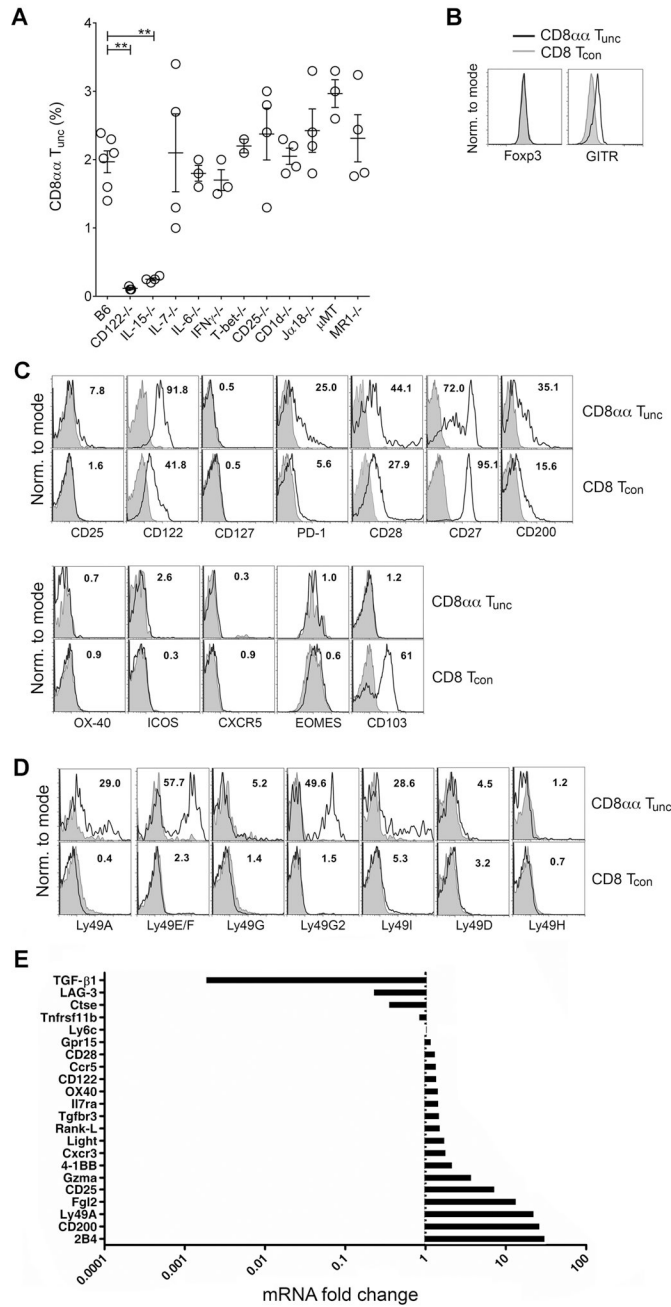 A
B
CD8αα Tunc
CD8 Tcon
**
**
CD8αα Tunc (%)
4
3
2
1
0
B6
CD122-/-
IL-15-/-
IL-7-/-
IL-6-/-
IFNγ-/-
T-bet-/-
CD25-/-
CD1d-/-
Jα18-/-
μMT
MR1-/-
Norm. to mode
Foxp3 GITR
C
Norm. to mode
7.8 91.8 0.5 25.0 44.1 72.0 35.1
CD8αα Tunc
1.6 41.8 0.5 5.6 27.9 95.1 15.6
CD8 Tcon
CD25 CD122 CD127 PD-1 CD28 CD27 CD200
Norm. to mode
0.7 2.6 0.3 1.0 1.2
CD8αα Tunc
0.9 0.3 0.9 0.6 61
CD8 Tcon
OX-40 ICOS CXCR5 EOMES CD103
D
Norm. to mode
29.0 57.7 5.2 49.6 28.6 4.5 1.2
CD8αα Tunc
0.4 2.3 1.4 1.5 5.3 3.2 0.7
CD8 Tcon
Ly49A Ly49E/F Ly49G Ly49G2 Ly49I Ly49D Ly49H
E
TGF-β1
LAG-3
Ctse
Tnfrsf11b
Ly6c
Gpr15
CD28
Ccr5
CD122
OX40
Il7ra
Tgfbr3
Rank-L
Light
Cxcr3
4-1BB
Gzma
CD25
Fgl2
Ly49A
CD200
2B4
0.0001 0.001 0.01 0.1 1 10 100
mRNA fold change